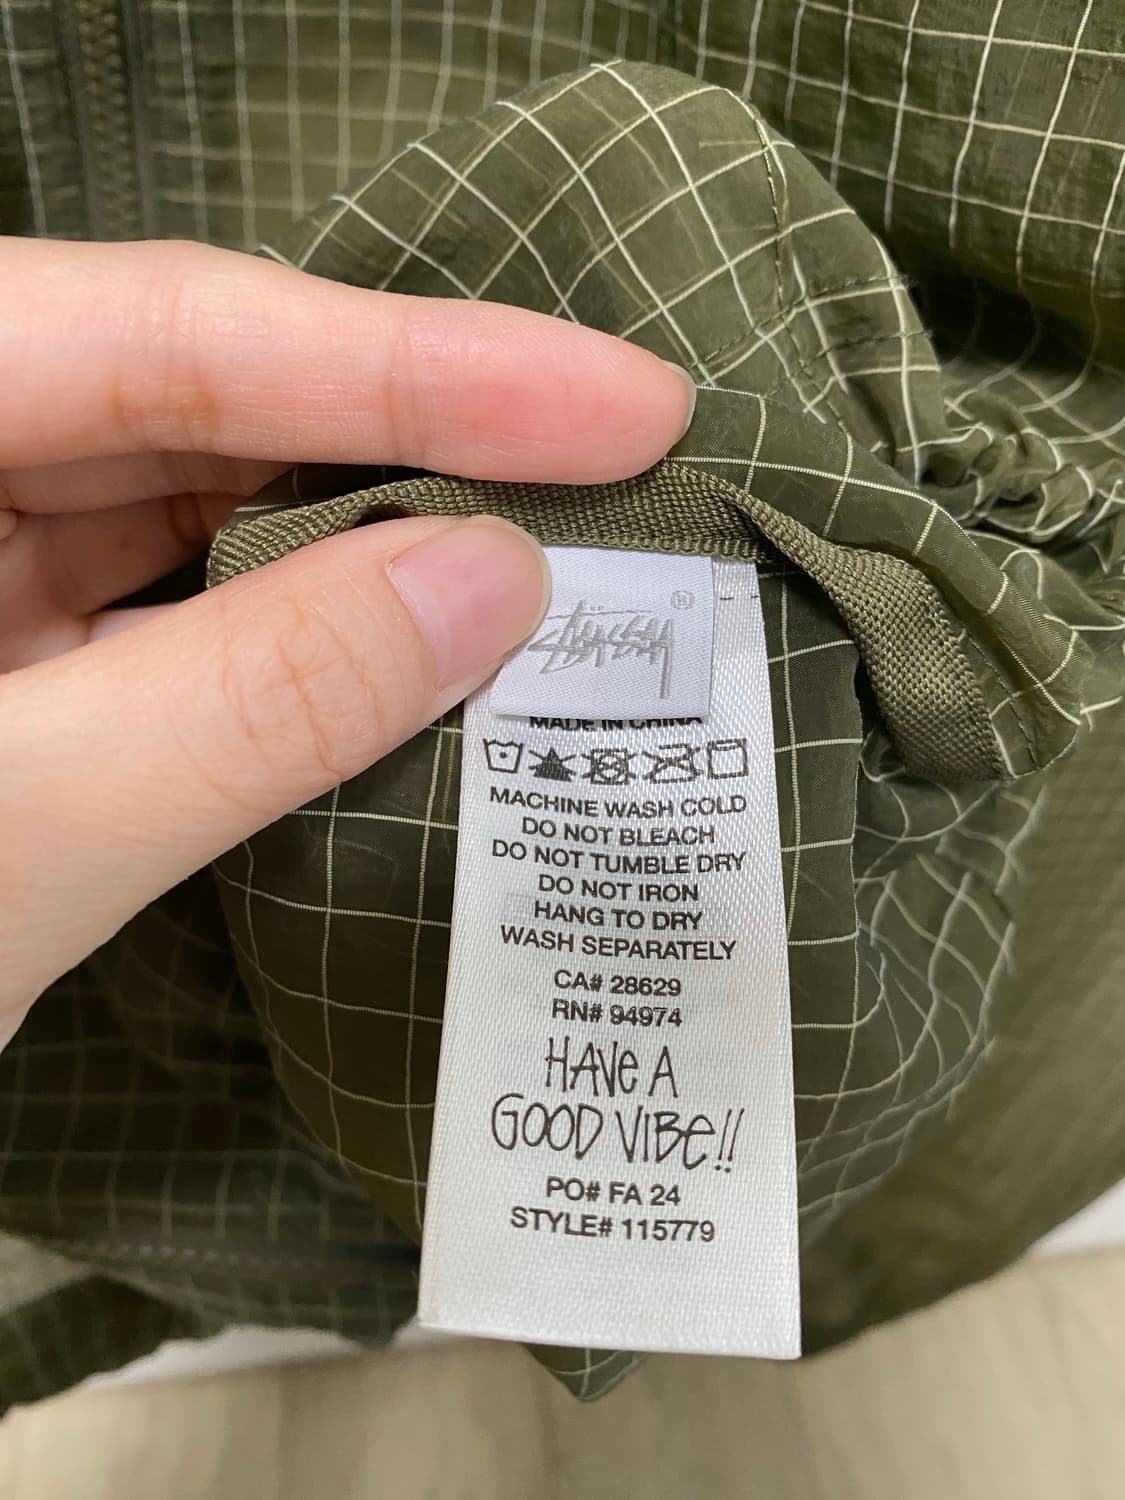 Stüssy
®
MADE IN CHINA
MACHINE WASH COLD
DO NOT BLEACH
DO NOT TUMBLE DRY
DO NOT IRON
HANG TO DRY
WASH SEPARATELY
CA# 28629
RN# 94974
HAVE A
GOOD VIBE!!
PO# FA 24
STYLE# 115779